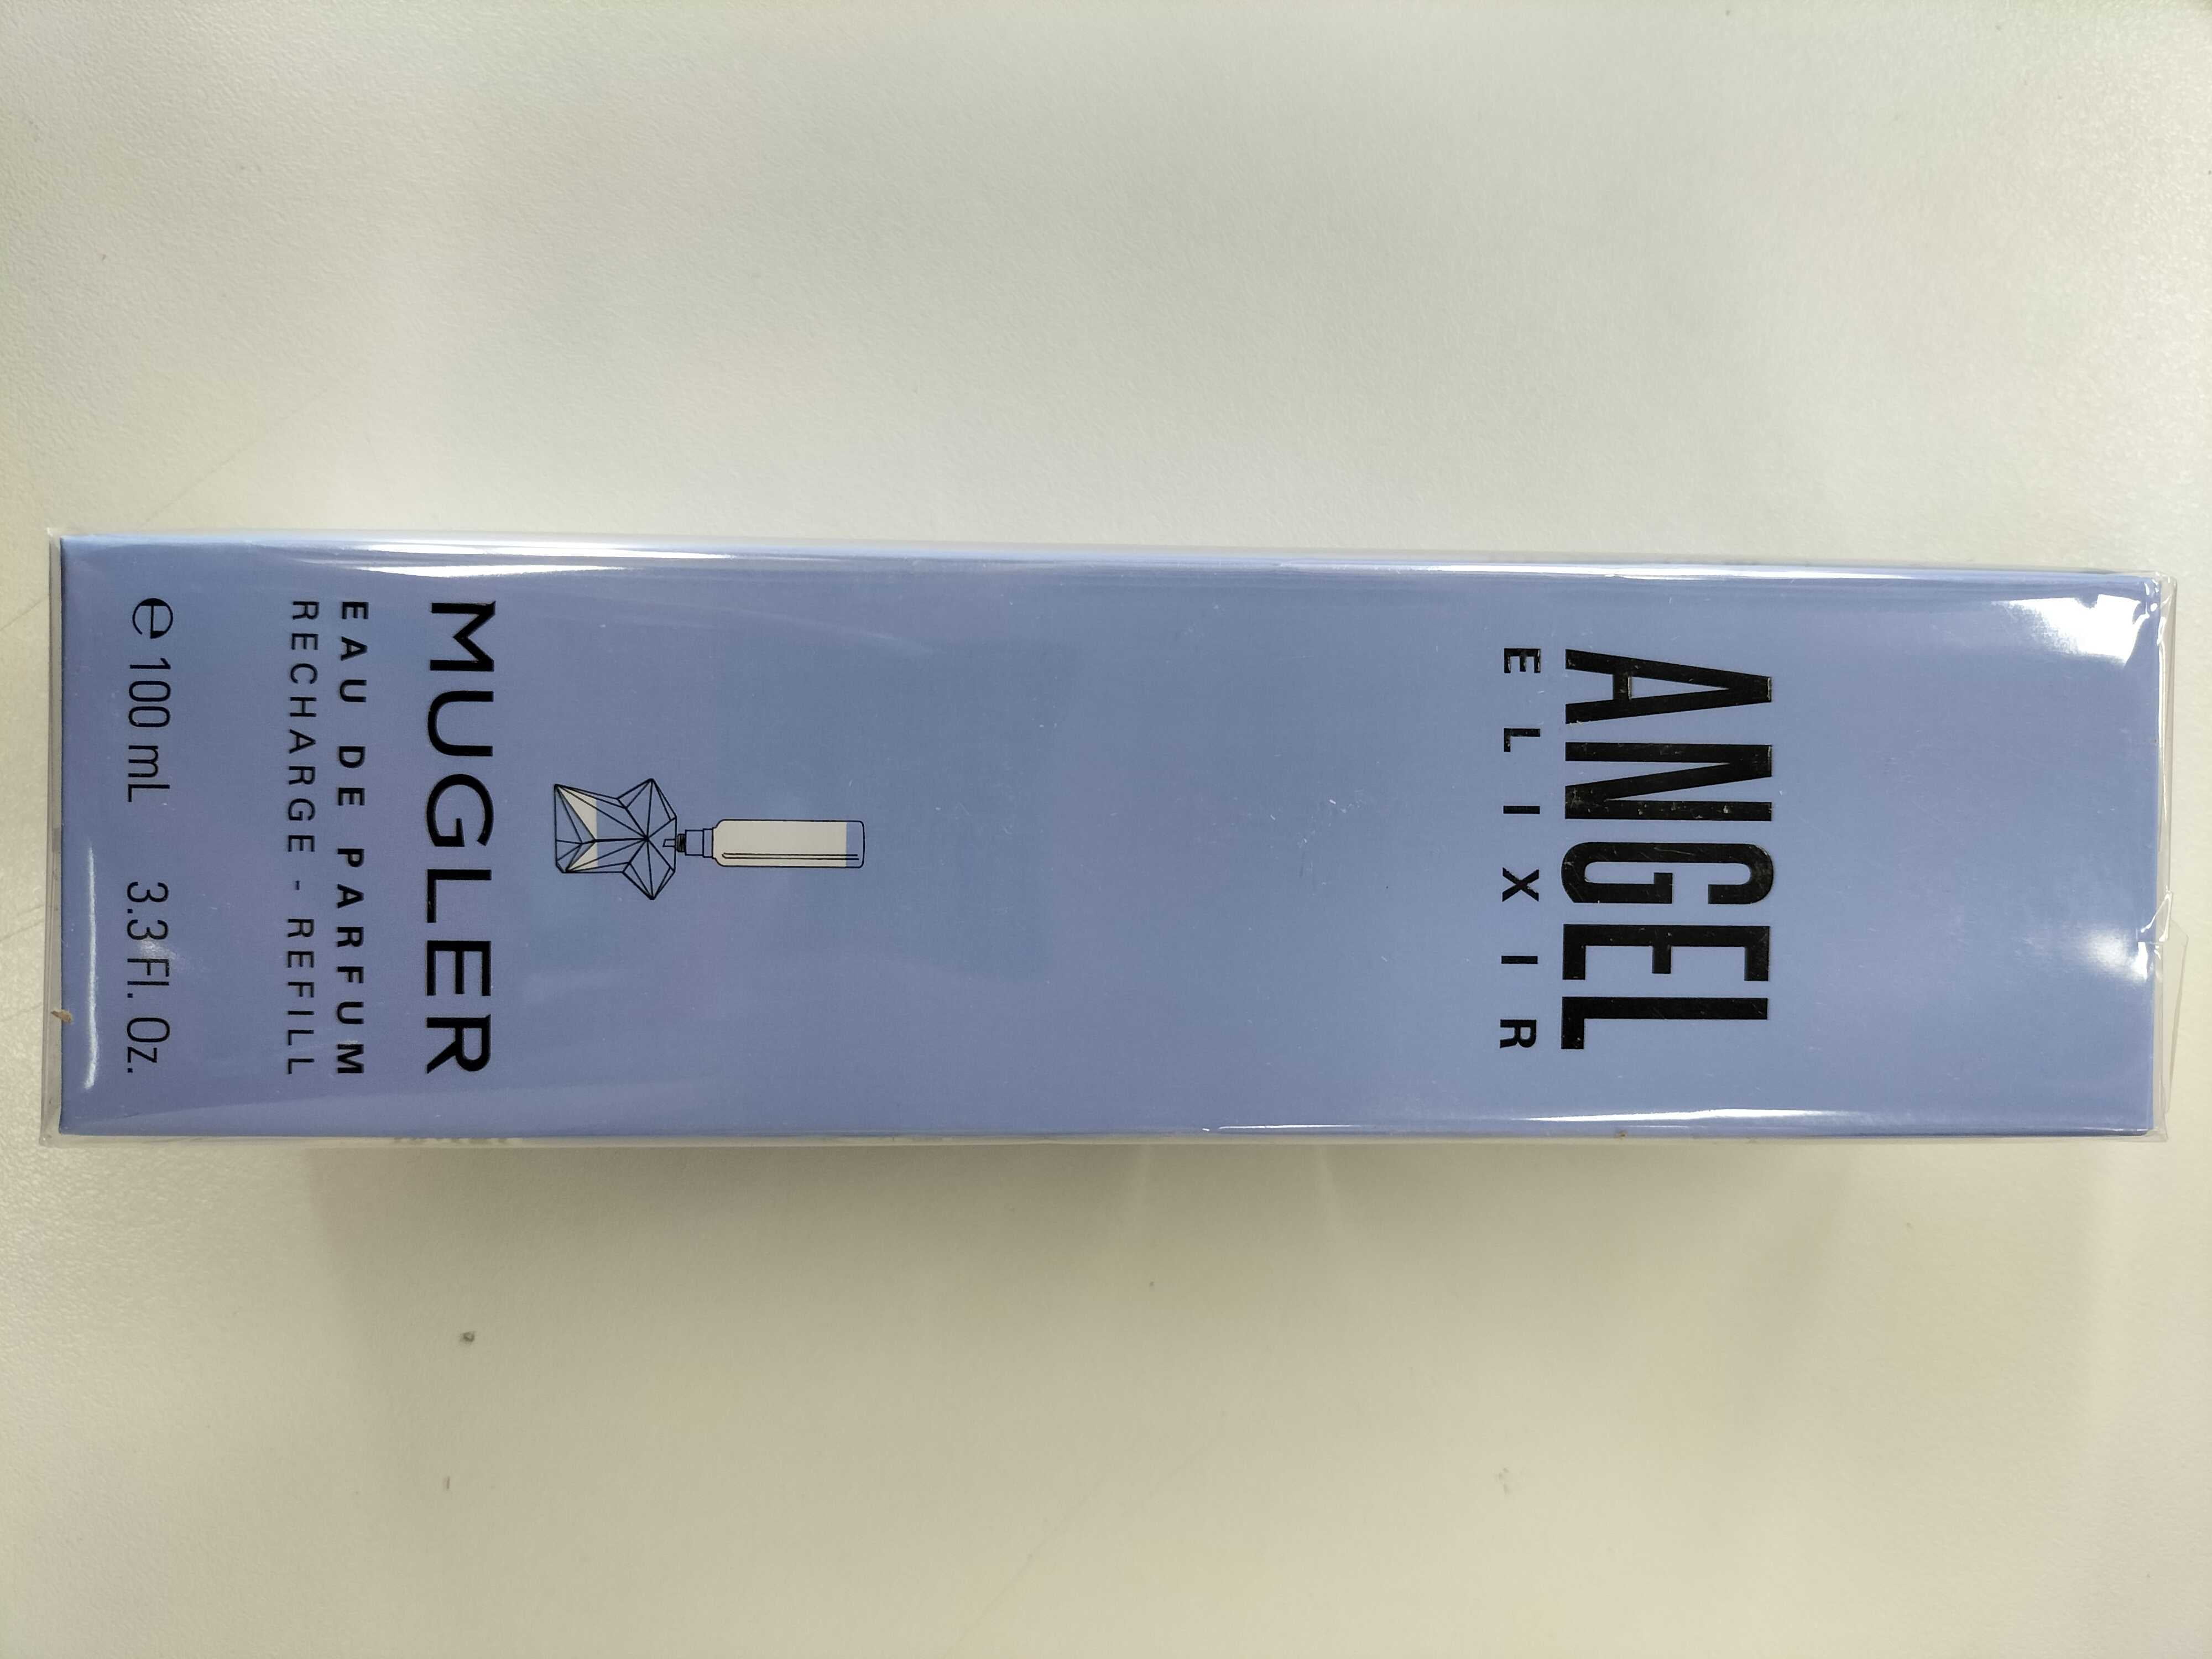 ANGEL
ELIXIR
MUGLER
EAU DE PARFUM
RECHARGE - REFILL
℮ 100 mL 3.3 Fl. Oz.